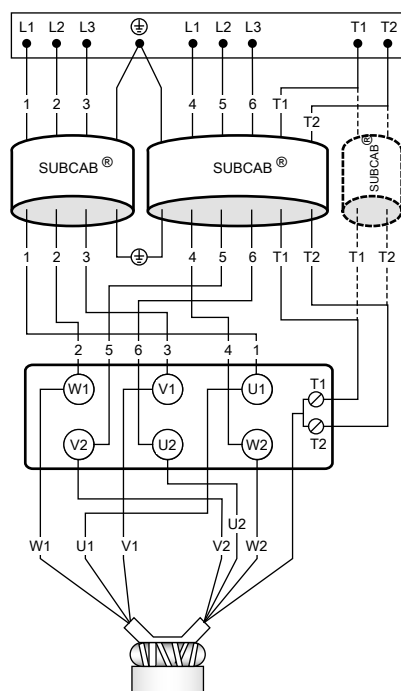 L1 L2 L3 L1 L2 L3 T1 T2
1 2 3 4 5 6 T1
T2
SUBCAB® SUBCAB® SUBCAB®
1 2 3 4 5 6 T1 T2 T1 T2
2 5 6 3 4 1
W1 V1 U1 T1
V2 U2 W2 T2
U2
W1 U1 V1 V2 W2